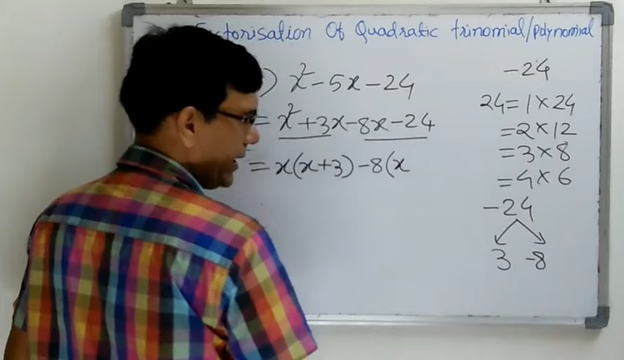 Factorisation Of Quadratic trinomial/polynomial
) x²-5x-24
= x²+3x-8x-24
= x(x+3)-8(x
-24
24=1×24
=2×12
=3×8
=4×6
-24
3 -8